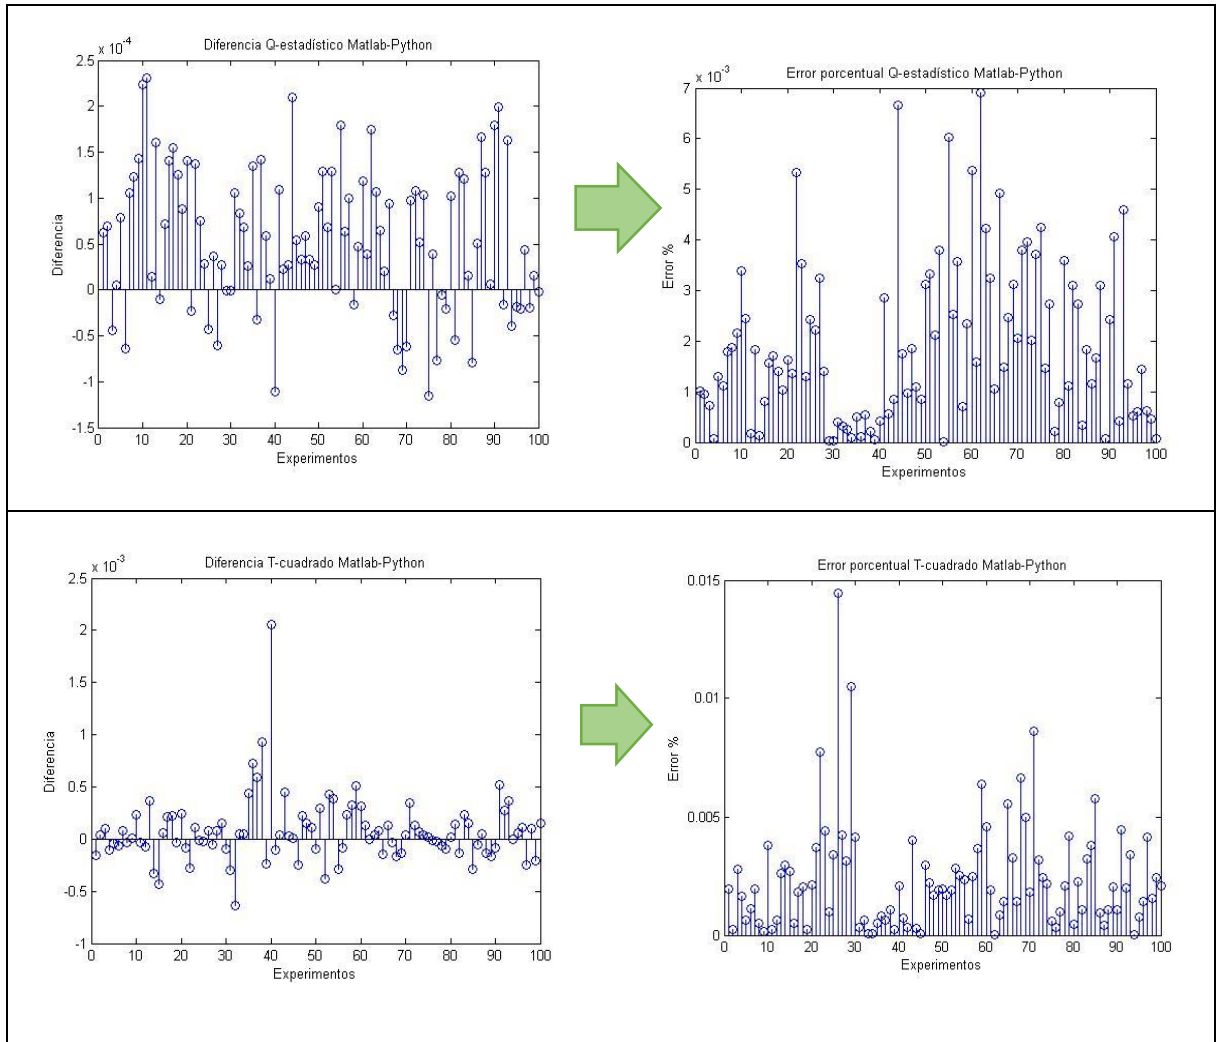 Diferencia Q-estadístico Matlab-Python
x 10-4
2.5
2
1.5
1
0.5
0
-0.5
-1
-1.5
Diferencia
0 10 20 30 40 50 60 70 80 90 100
Experimentos
Error porcentual Q-estadístico Matlab-Python
x 10-3
7
6
5
4
3
2
1
0
Error %
0 10 20 30 40 50 60 70 80 90 100
Experimentos
Diferencia T-cuadrado Matlab-Python
x 10-3
2.5
2
1.5
1
0.5
0
-0.5
-1
Diferencia
0 10 20 30 40 50 60 70 80 90 100
Experimentos
Error porcentual T-cuadrado Matlab-Python
0.015
0.01
0.005
0
Error %
0 10 20 30 40 50 60 70 80 90 100
Experimentos